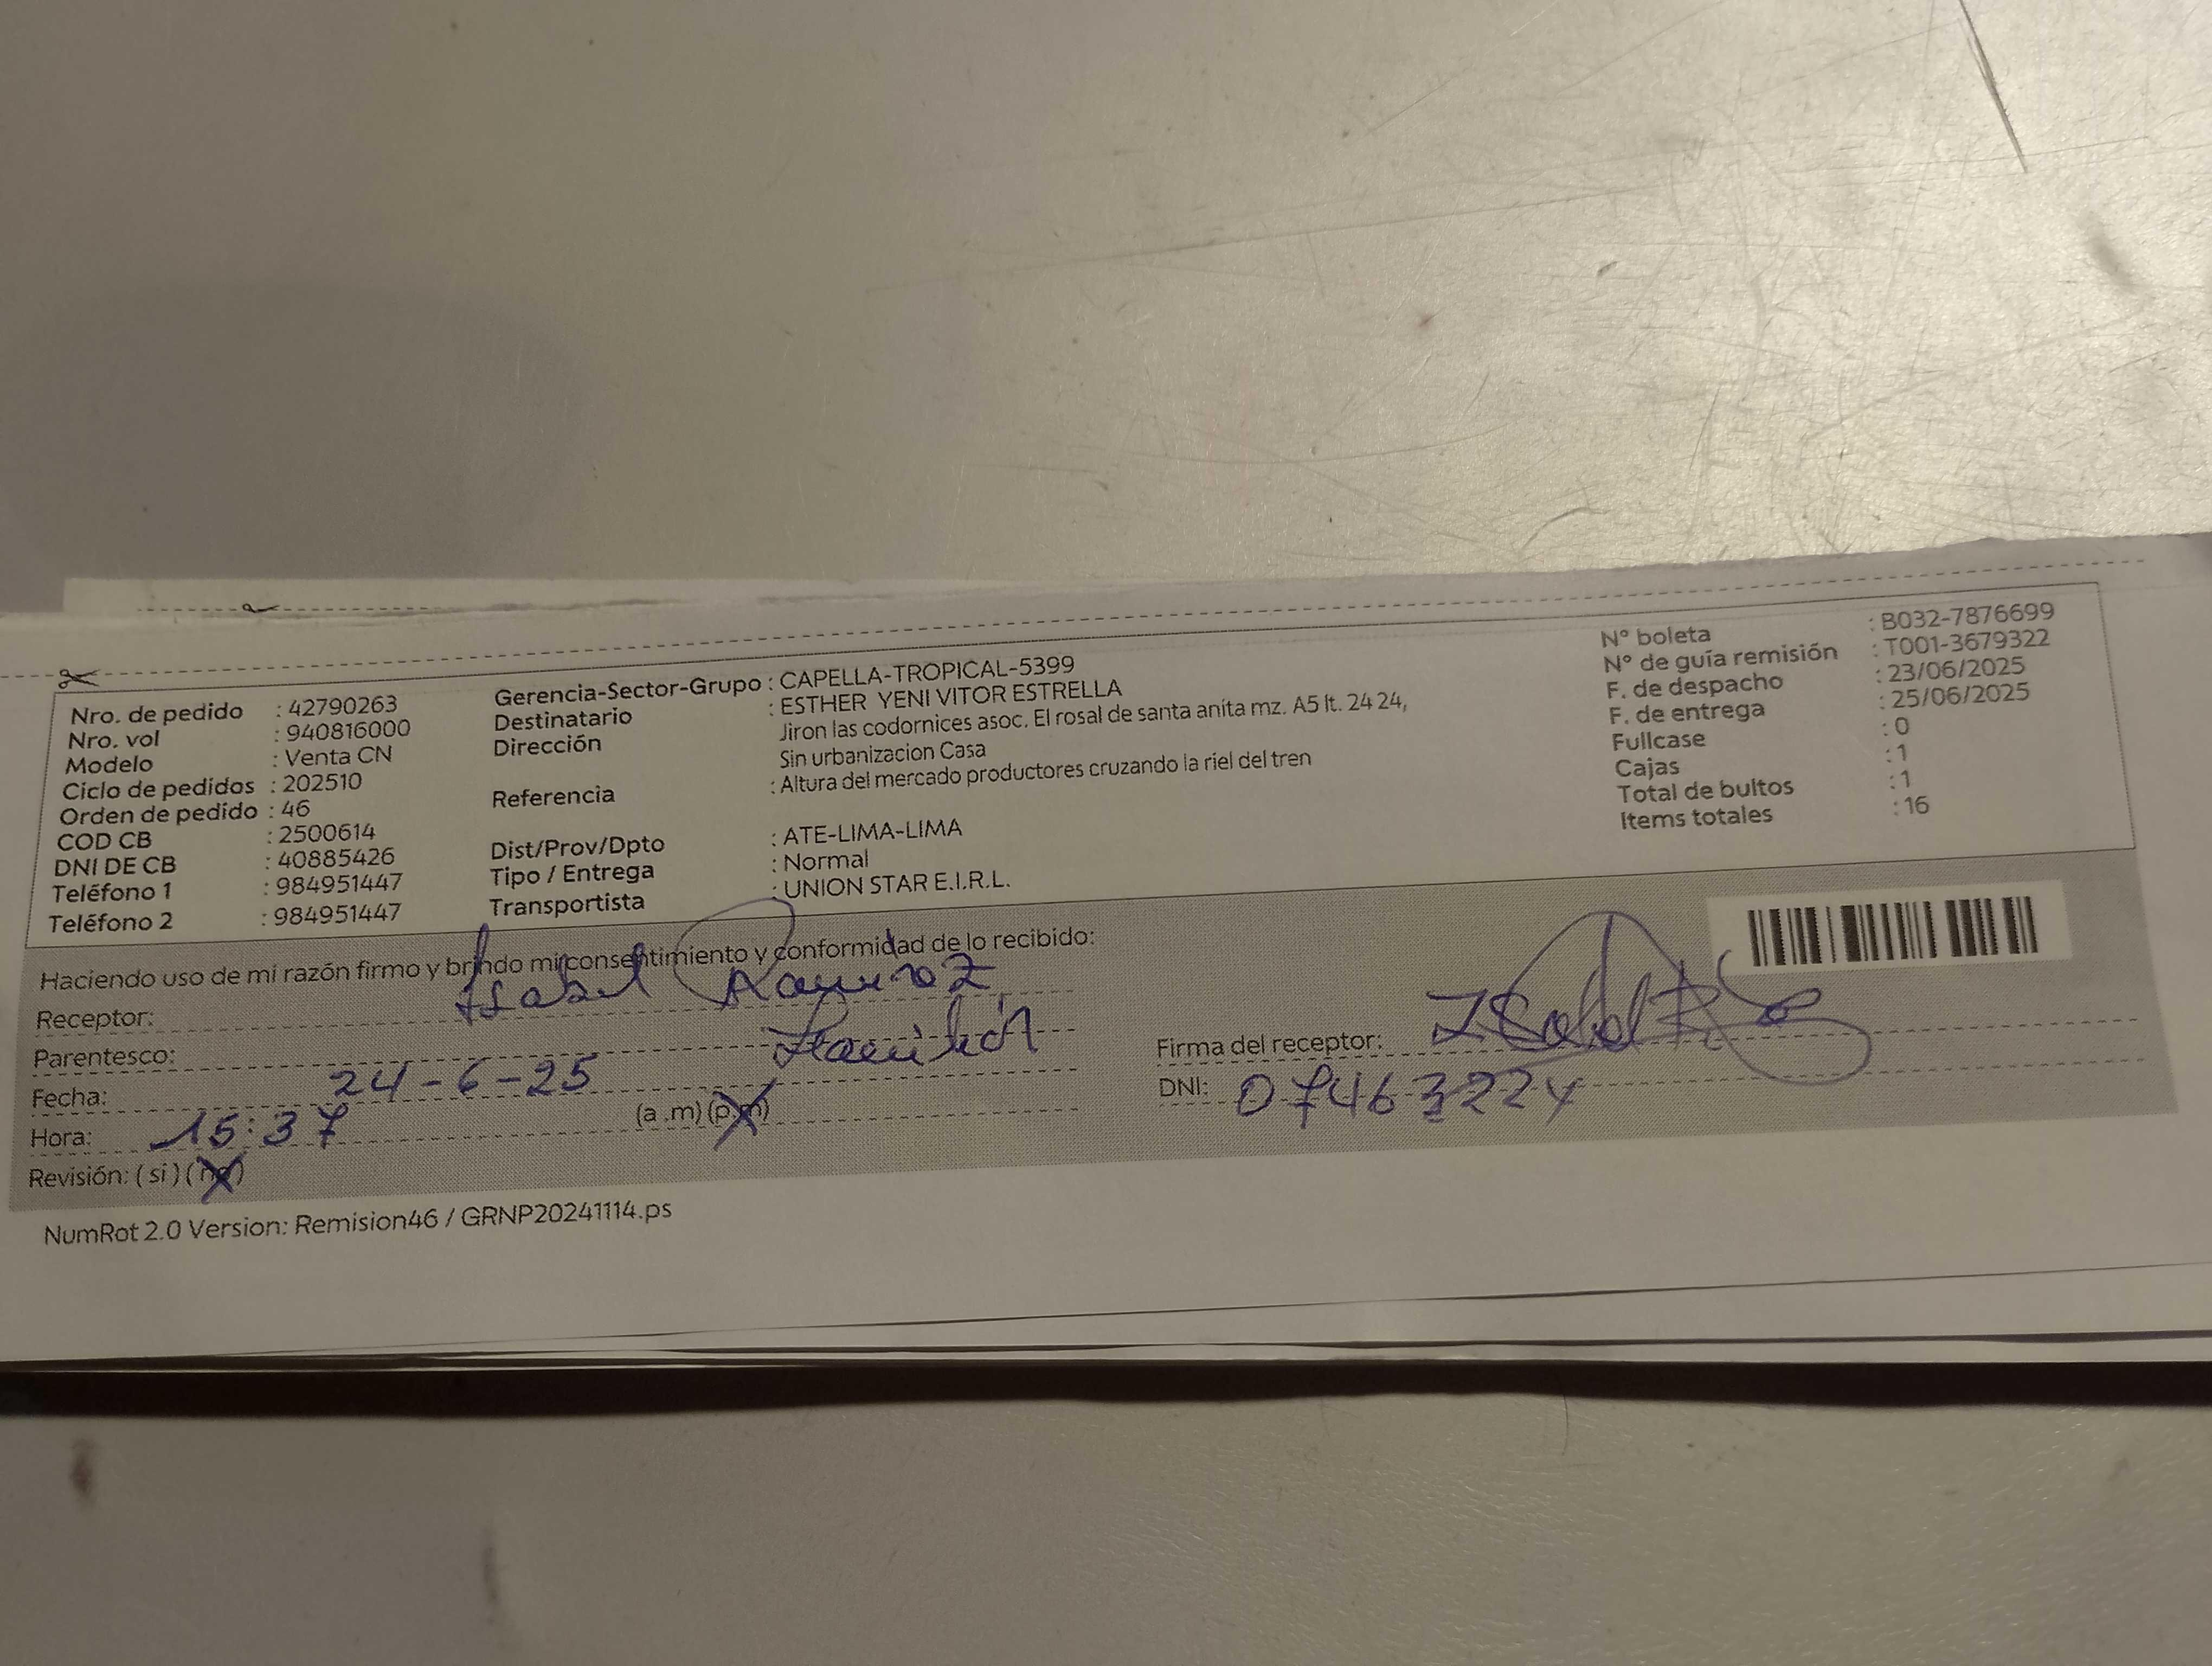 Nro. de pedido : 42790263
Nro. vol : 940816000
Modelo : Venta CN
Ciclo de pedidos : 202510
Orden de pedido : 46
COD CB : 2500614
DNI DE CB : 40885426
Teléfono 1 : 984951447
Teléfono 2 : 984951447
Gerencia-Sector-Grupo : CAPELLA-TROPICAL-5399
Destinatario : ESTHER YENI VITOR ESTRELLA
Dirección Jiron las codornices asoc. El rosal de santa anita mz. A5 lt. 24 24,
Sin urbanizacion Casa
Referencia : Altura del mercado productores cruzando la riel del tren
Dist/Prov/Dpto : ATE-LIMA-LIMA
Tipo / Entrega : Normal
Transportista : UNION STAR E.I.R.L.
N° boleta : B032-7876699
N° de guía remisión : T001-3679322
F. de despacho : 23/06/2025
F. de entrega : 25/06/2025
Fullcase : 0
Cajas : 1
Total de bultos : 1
Items totales : 16
Haciendo uso de mi razón firmo y brindo mi consentimiento y conformidad de lo recibido:
Receptor: Isabel Ramirez
Parentesco:
Fecha: 24-6-25
Hora: 15:37 (a .m) (p.m)
Revisión: ( si ) ( no )
Firma del receptor: Isabel
DNI: 07463224
NumRot 2.0 Version: Remision46 / GRNP20241114.ps